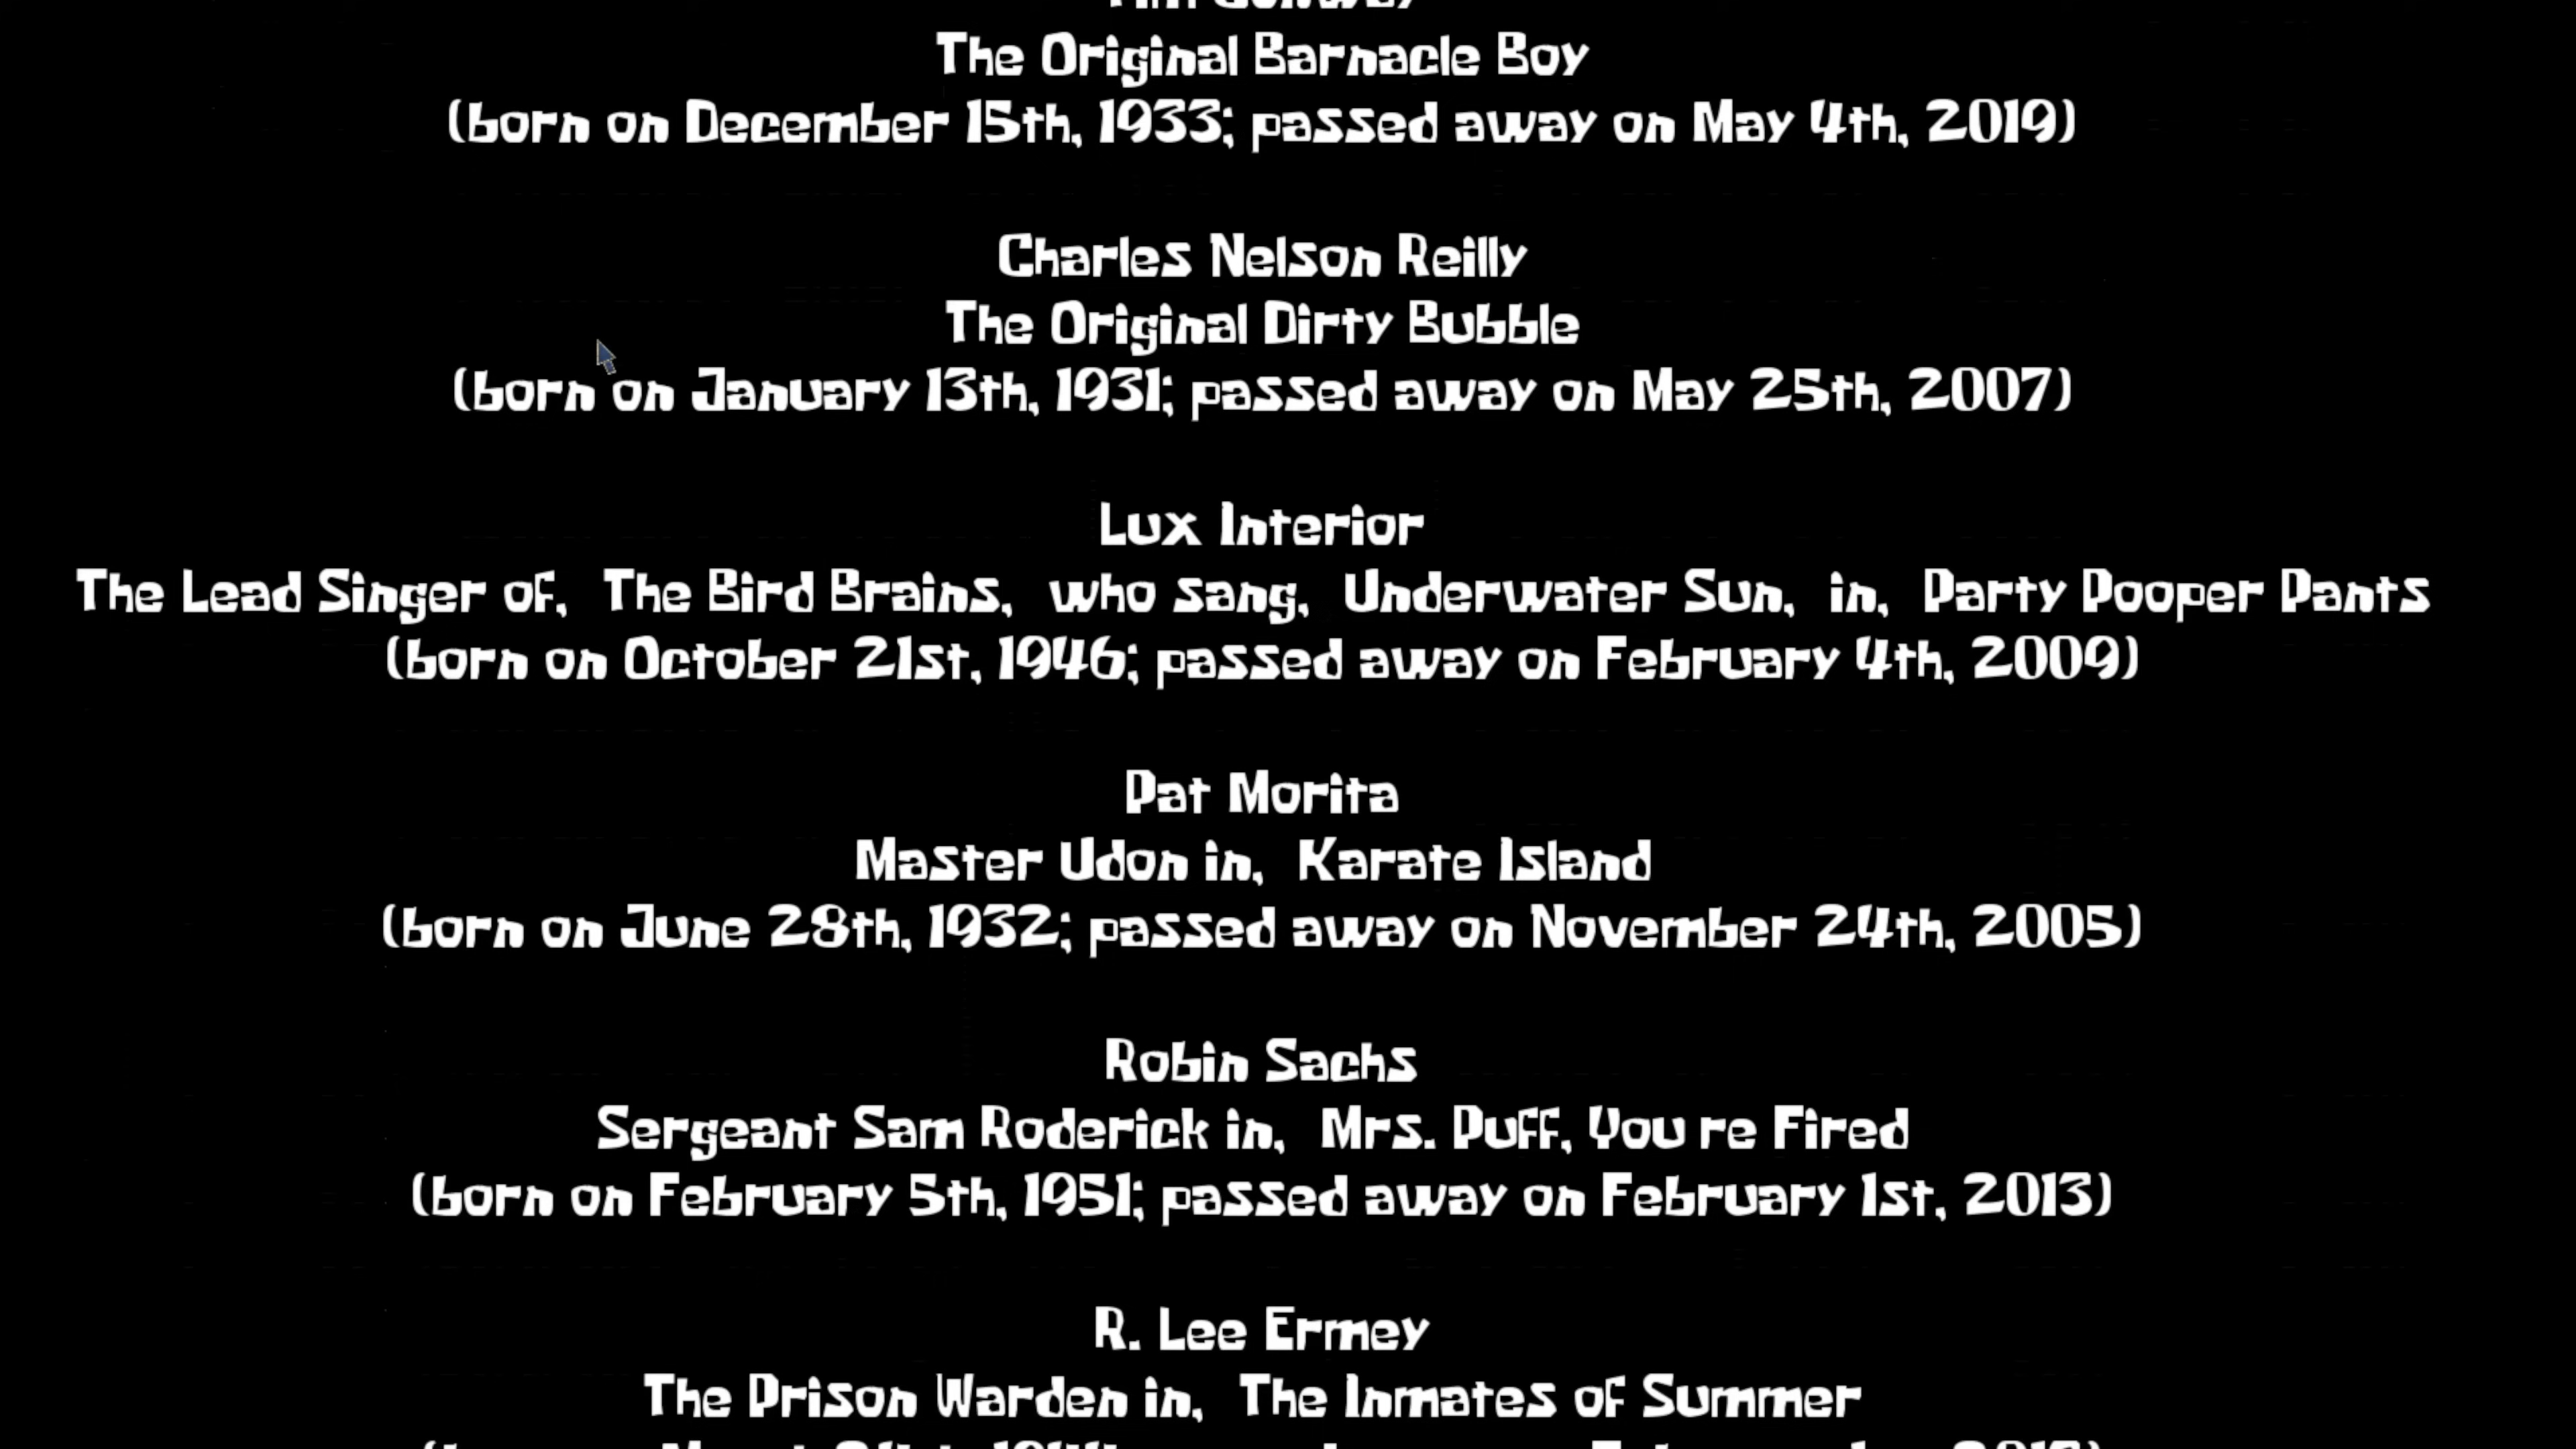 The Original Barnacle Boy
(born on December 15th, 1933; passed away on May 4th, 2019)
Charles Nelson Reilly
The Original Dirty Bubble
(born on January 13th, 1931; passed away on May 25th, 2007)
Lux Interior
The Lead Singer of, The Bird Brains, who sang, Underwater Sun, in, Party Pooper Pants
(born on October 21st, 1946; passed away on February 4th, 2009)
Pat Morita
Master Udon in, Karate Island
(born on June 28th, 1932; passed away on November 24th, 2005)
Robin Sachs
Sergeant Sam Roderick in, Mrs. Puff, You re Fired
(born on February 5th, 1951; passed away on February 1st, 2013)
R. Lee Ermey
The Prison Warden in, The Inmates of Summer